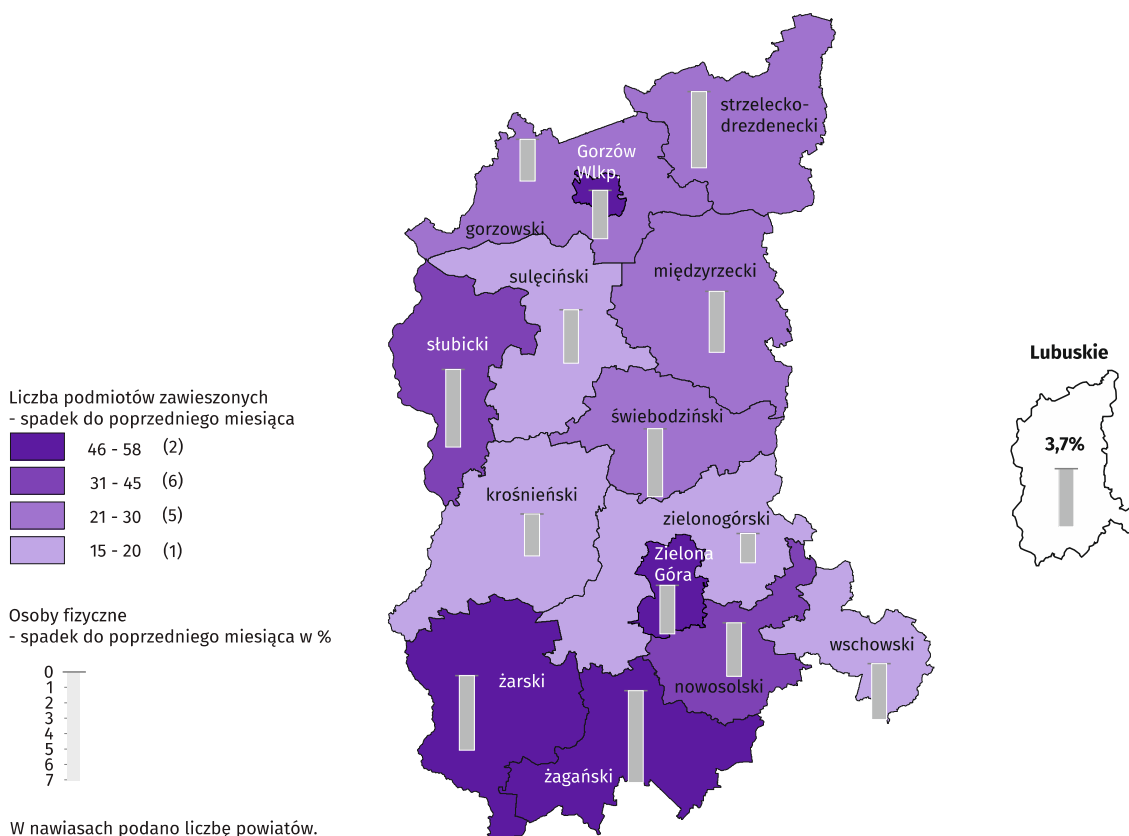 strzelecko-
drezdenecki
Gorzów
Wlkp.
gorzowski
sulęciński
międzyrzecki
słubicki
Lubuskie
3,7%
Liczba podmiotów zawieszonych
- spadek do poprzedniego miesiąca
46 - 58 (2)
31 - 45 (6)
21 - 30 (5)
15 - 20 (1)
świebodziński
krośnieński
zielonogórski
Zielona
Góra
wschowski
nowosolski
żarski
żagański
Osoby fizyczne
- spadek do poprzedniego miesiąca w %
0
1
2
3
4
5
6
7
W nawiasach podano liczbę powiatów.